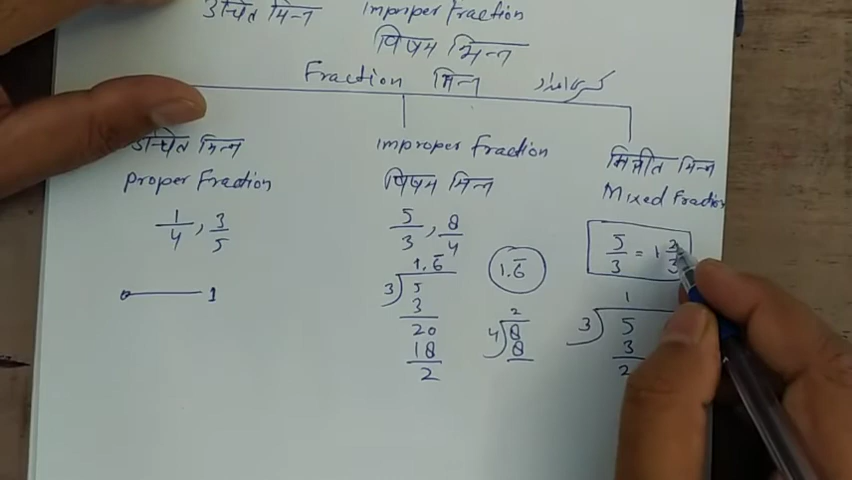 उचित भिन्न Improper Fraction
विषम भिन्न
Fraction भिन्न
उचित भिन्न Improper Fraction मिश्रित भिन्न
Proper Fraction विषम भिन्न Mixed Fraction
1/4, 3/5 5/3, 8/4 5/3 = 1 2/3
1.6̅ 1.6̅
3)5 1
3 2 3)5
20 4)8 3
18 8 2
2
1